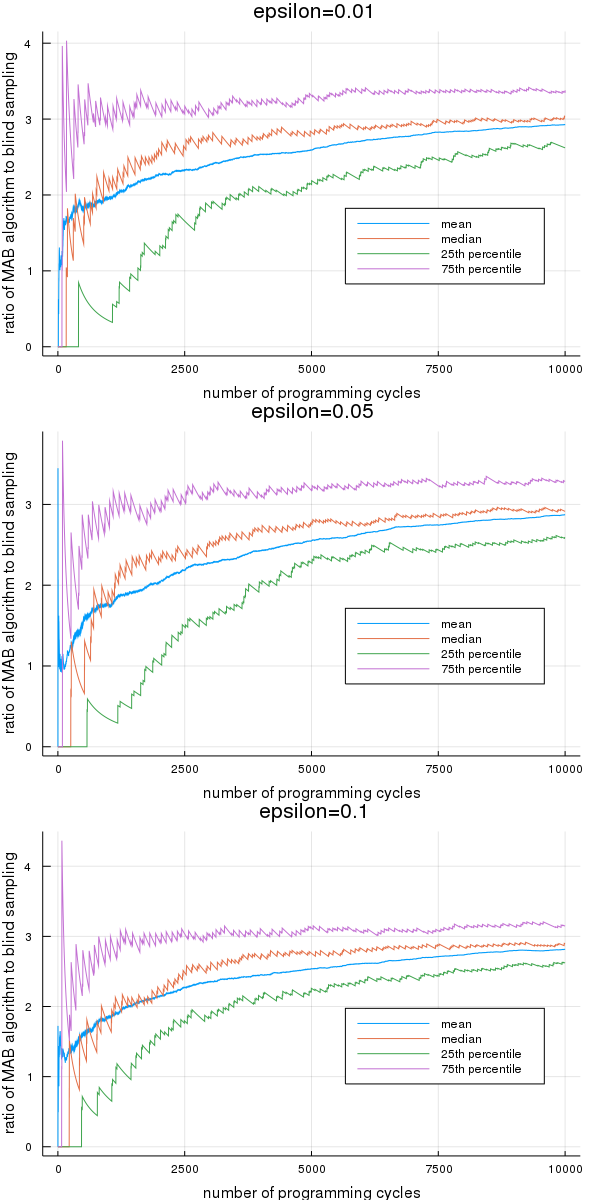 epsilon=0.01
ratio of MAB algorithm to blind sampling
4
3
2
1
0
mean
median
25th percentile
75th percentile
0 2500 5000 7500 10000
number of programming cycles
epsilon=0.05
ratio of MAB algorithm to blind sampling
3
2
1
0
mean
median
25th percentile
75th percentile
0 2500 5000 7500 10000
number of programming cycles
epsilon=0.1
ratio of MAB algorithm to blind sampling
4
3
2
1
0
mean
median
25th percentile
75th percentile
0 2500 5000 7500 10000
number of programming cycles